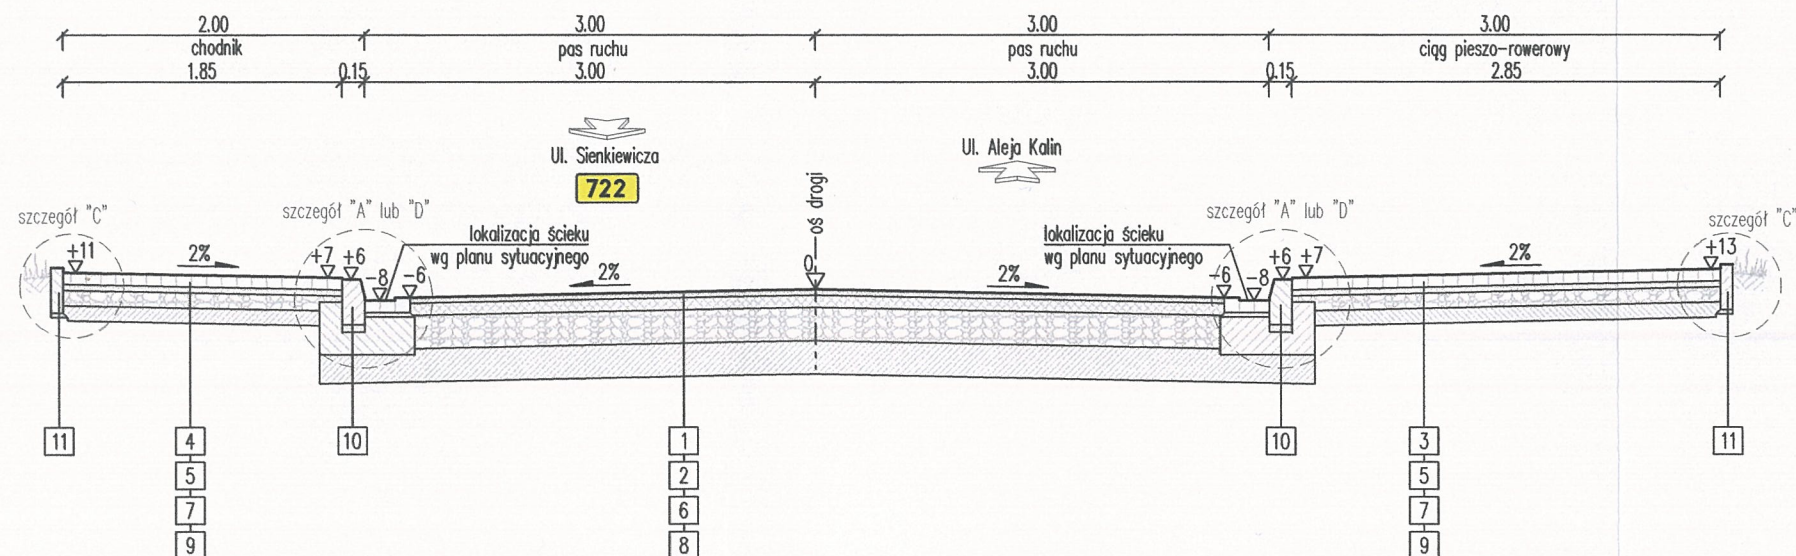 2.00 3.00 3.00 3.00
chodnik pas ruchu pas ruchu ciąg pieszo-rowerowy
1.85 0.15 3.00 3.00 0.15 2.85
Ul. Sienkiewicza
722
Ul. Aleja Kalin
oś drogi
szczegół "C"
szczegół "A" lub "D"
lokalizacja ścieku
wg planu sytuacyjnego
lokalizacja ścieku
wg planu sytuacyjnego
szczegół "A" lub "D"
szczegół "C"
+11 2% +7 +6 -8 -6 2% 0 2% -6 -8 +6 +7 2% +13
11 4 10 1 10 3 11
5 2 5
7 6 7
9 8 9